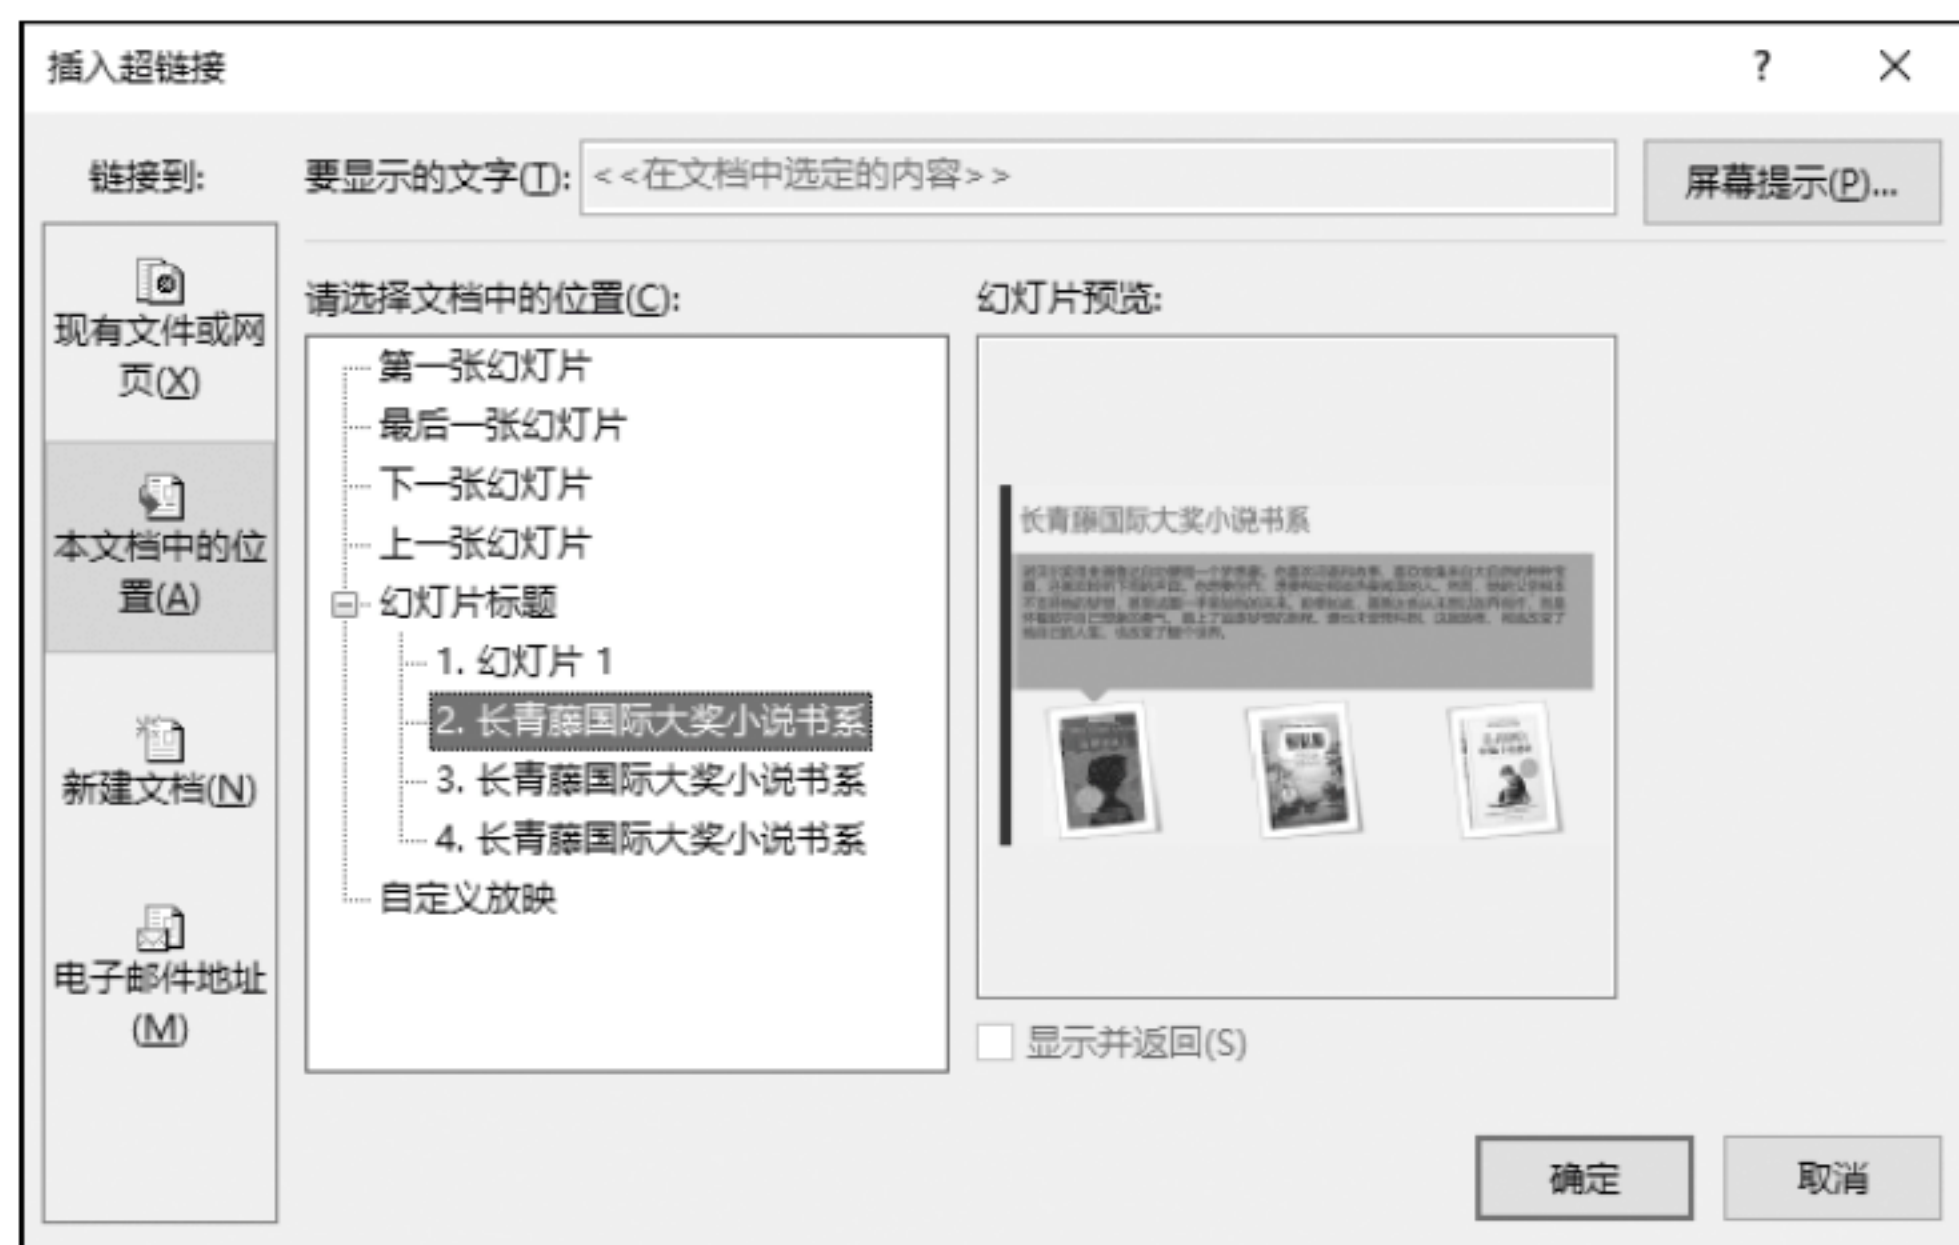 插入超链接
?
链接到:
要显示的文字(T):
<<在文档中选定的内容>>
屏幕提示(P)...
现有文件或网
页(X)
本文档中的位
置(A)
新建文档(N)
电子邮件地址
(M)
请选择文档中的位置(C):
第一张幻灯片
最后一张幻灯片
下一张幻灯片
上一张幻灯片
幻灯片标题
1. 幻灯片 1
2. 长青藤国际大奖小说书系
3. 长青藤国际大奖小说书系
4. 长青藤国际大奖小说书系
自定义放映
幻灯片预览:
长青藤国际大奖小说书系
显示并返回(S)
确定
取消